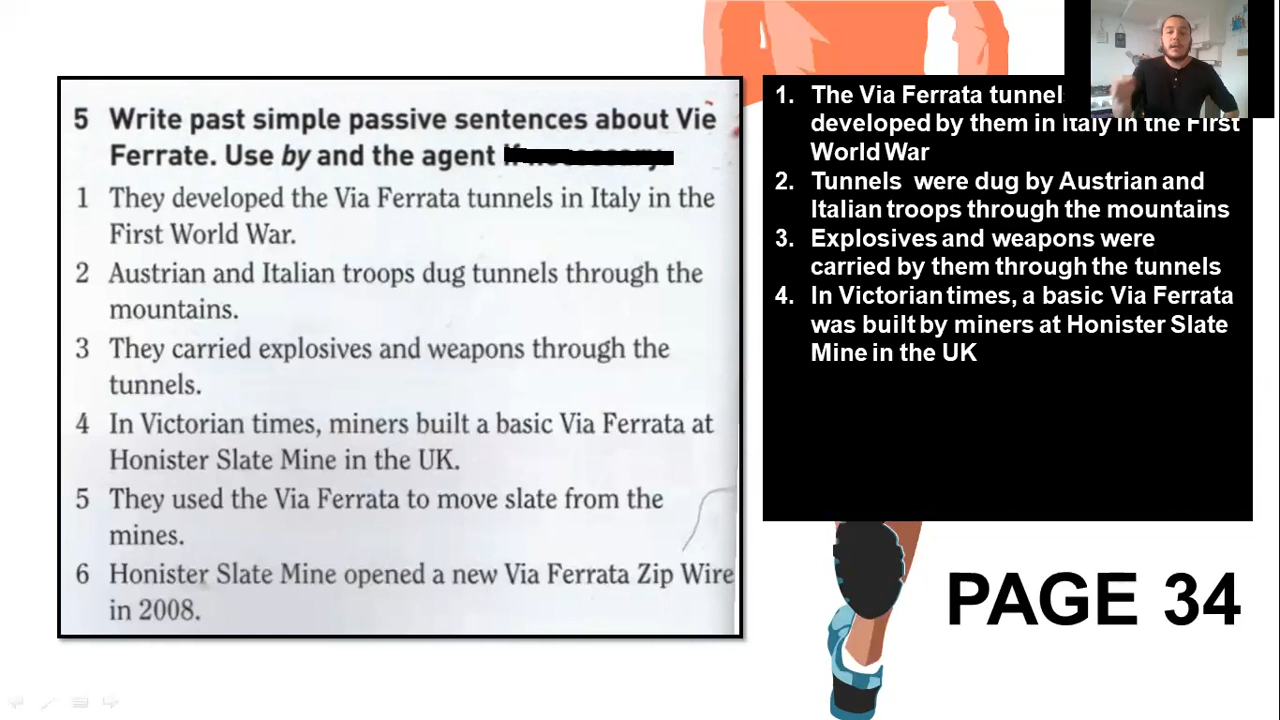 5 Write past simple passive sentences about Vie
Ferrate. Use by and the agent
1 They developed the Via Ferrata tunnels in Italy in the
First World War.
2 Austrian and Italian troops dug tunnels through the
mountains.
3 They carried explosives and weapons through the
tunnels.
4 In Victorian times, miners built a basic Via Ferrata at
Honister Slate Mine in the UK.
5 They used the Via Ferrata to move slate from the
mines.
6 Honister Slate Mine opened a new Via Ferrata Zip Wire
in 2008.
1. The Via Ferrata tunnel
developed by them in Italy in the First
World War
2. Tunnels were dug by Austrian and
Italian troops through the mountains
3. Explosives and weapons were
carried by them through the tunnels
4. In Victorian times, a basic Via Ferrata
was built by miners at Honister Slate
Mine in the UK
PAGE 34